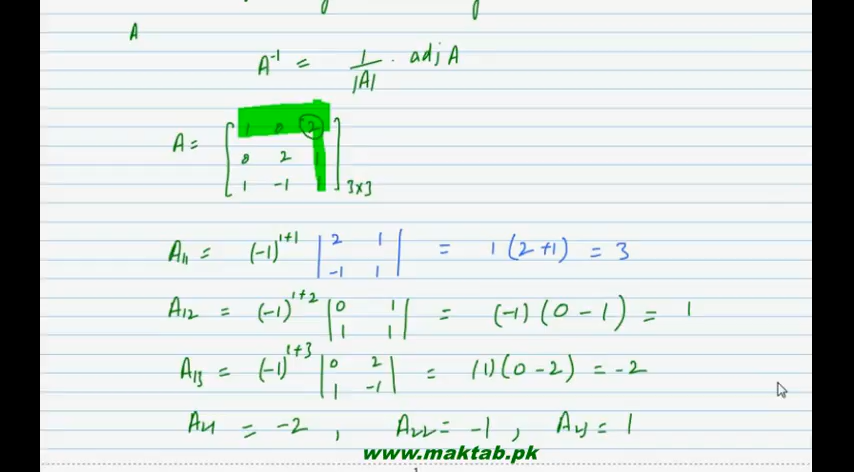 A
A⁻¹ = 1/|A| . adj A
A = [ 1 0 2
0 2 1
1 -1 1 ] 3x3
A₁₁ = (-1)¹⁺¹ | 2 1 ; -1 1 | = 1 (2+1) = 3
A₁₂ = (-1)¹⁺² | 0 1 ; 1 1 | = (-1) (0 - 1) = 1
A₁₃ = (-1)¹⁺³ | 0 2 ; 1 -1 | = (1) (0 - 2) = -2
A₂₁ = -2 , A₂₂ = -1 , A₂₃ = 1
www.maktab.pk